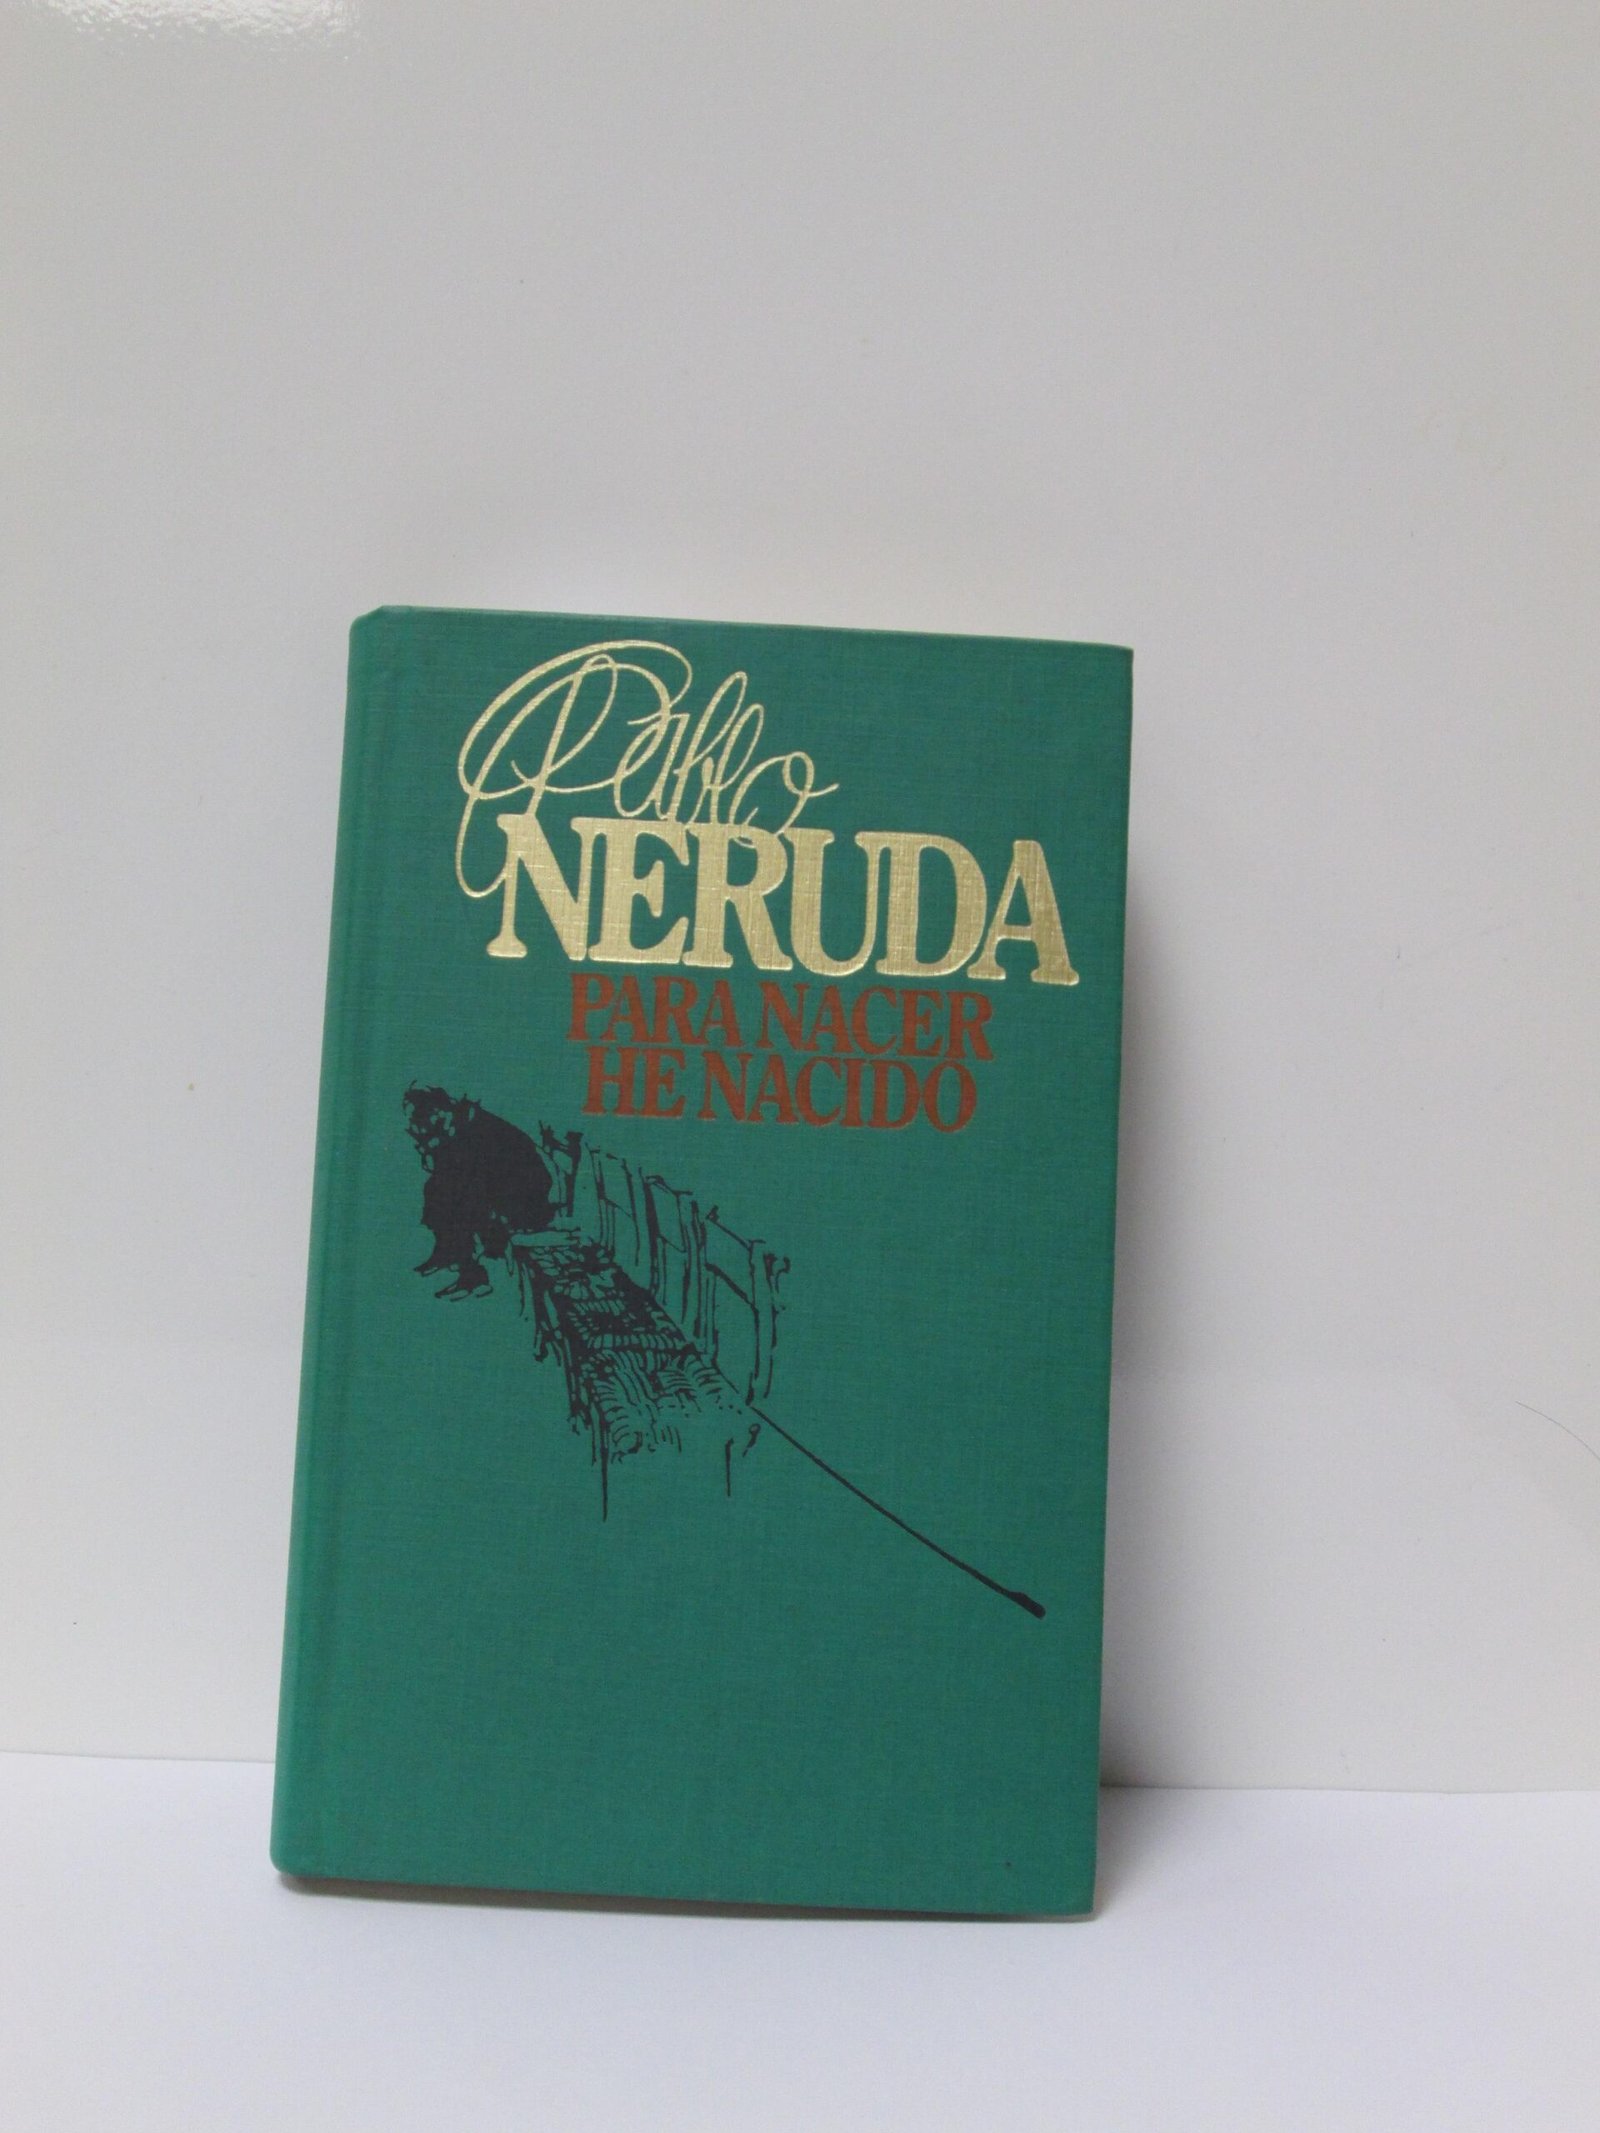 Pablo
NERUDA
PARA NACER
HE NACIDO